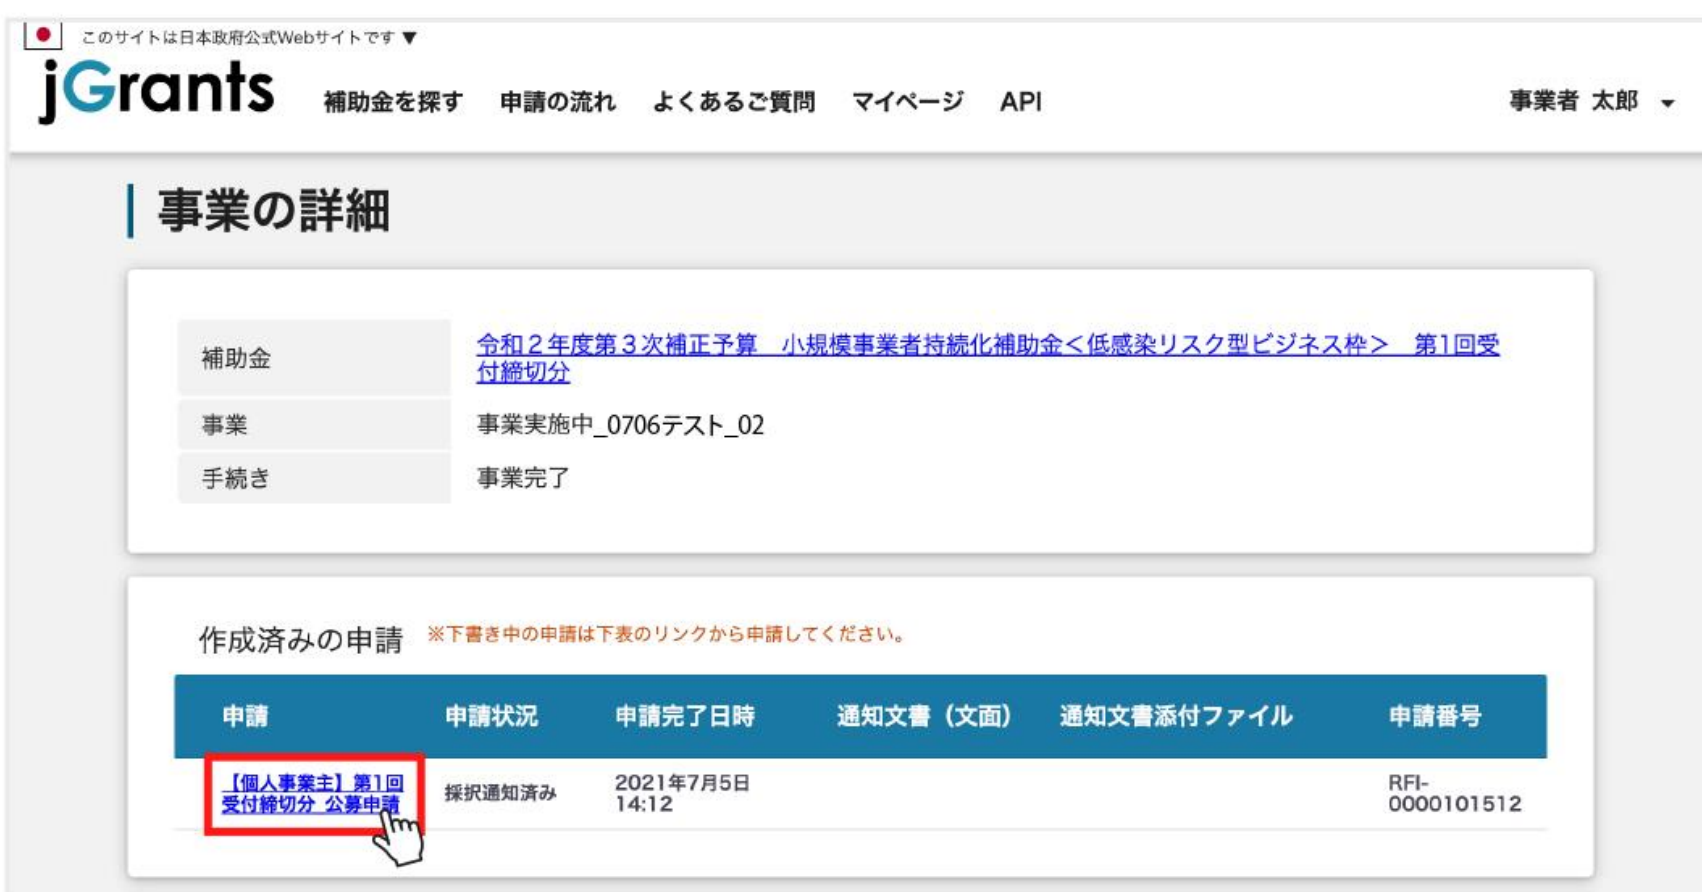 このサイトは日本政府公式Webサイトです ▼
jGrants
補助金を探す 申請の流れ よくあるご質問 マイページ API
事業者 太郎
事業の詳細
補助金
令和２年度第３次補正予算　小規模事業者持続化補助金＜低感染リスク型ビジネス枠＞　第1回受
付締切分
事業
事業実施中_0706テスト_02
手続き
事業完了
作成済みの申請 ※下書き中の申請は下表のリンクから申請してください。
申請 申請状況 申請完了日時 通知文書（文面） 通知文書添付ファイル 申請番号
【個人事業主】第1回
受付締切分_公募申請
採択通知済み
2021年7月5日
14:12
RFI-
0000101512